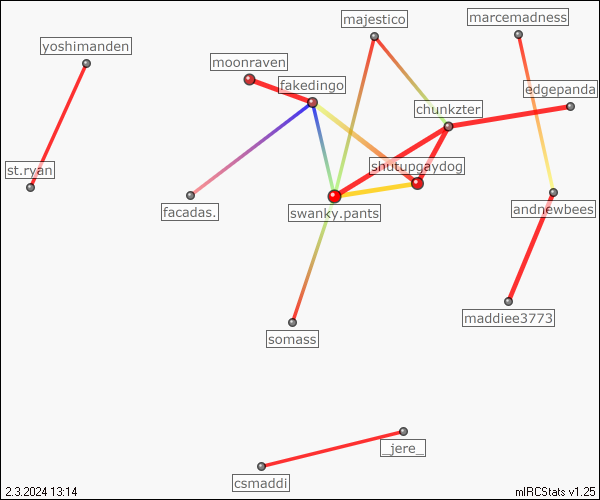 majestico
marcemadness
yoshimanden
moonraven
fakedingo
edgepanda
chunkzter
st.ryan
shutupgaydog
facadas.
swanky.pants
andnewbees
maddiee3773
somass
_jere_
csmaddi
2.3.2024 13:14
mIRCStats v1.25